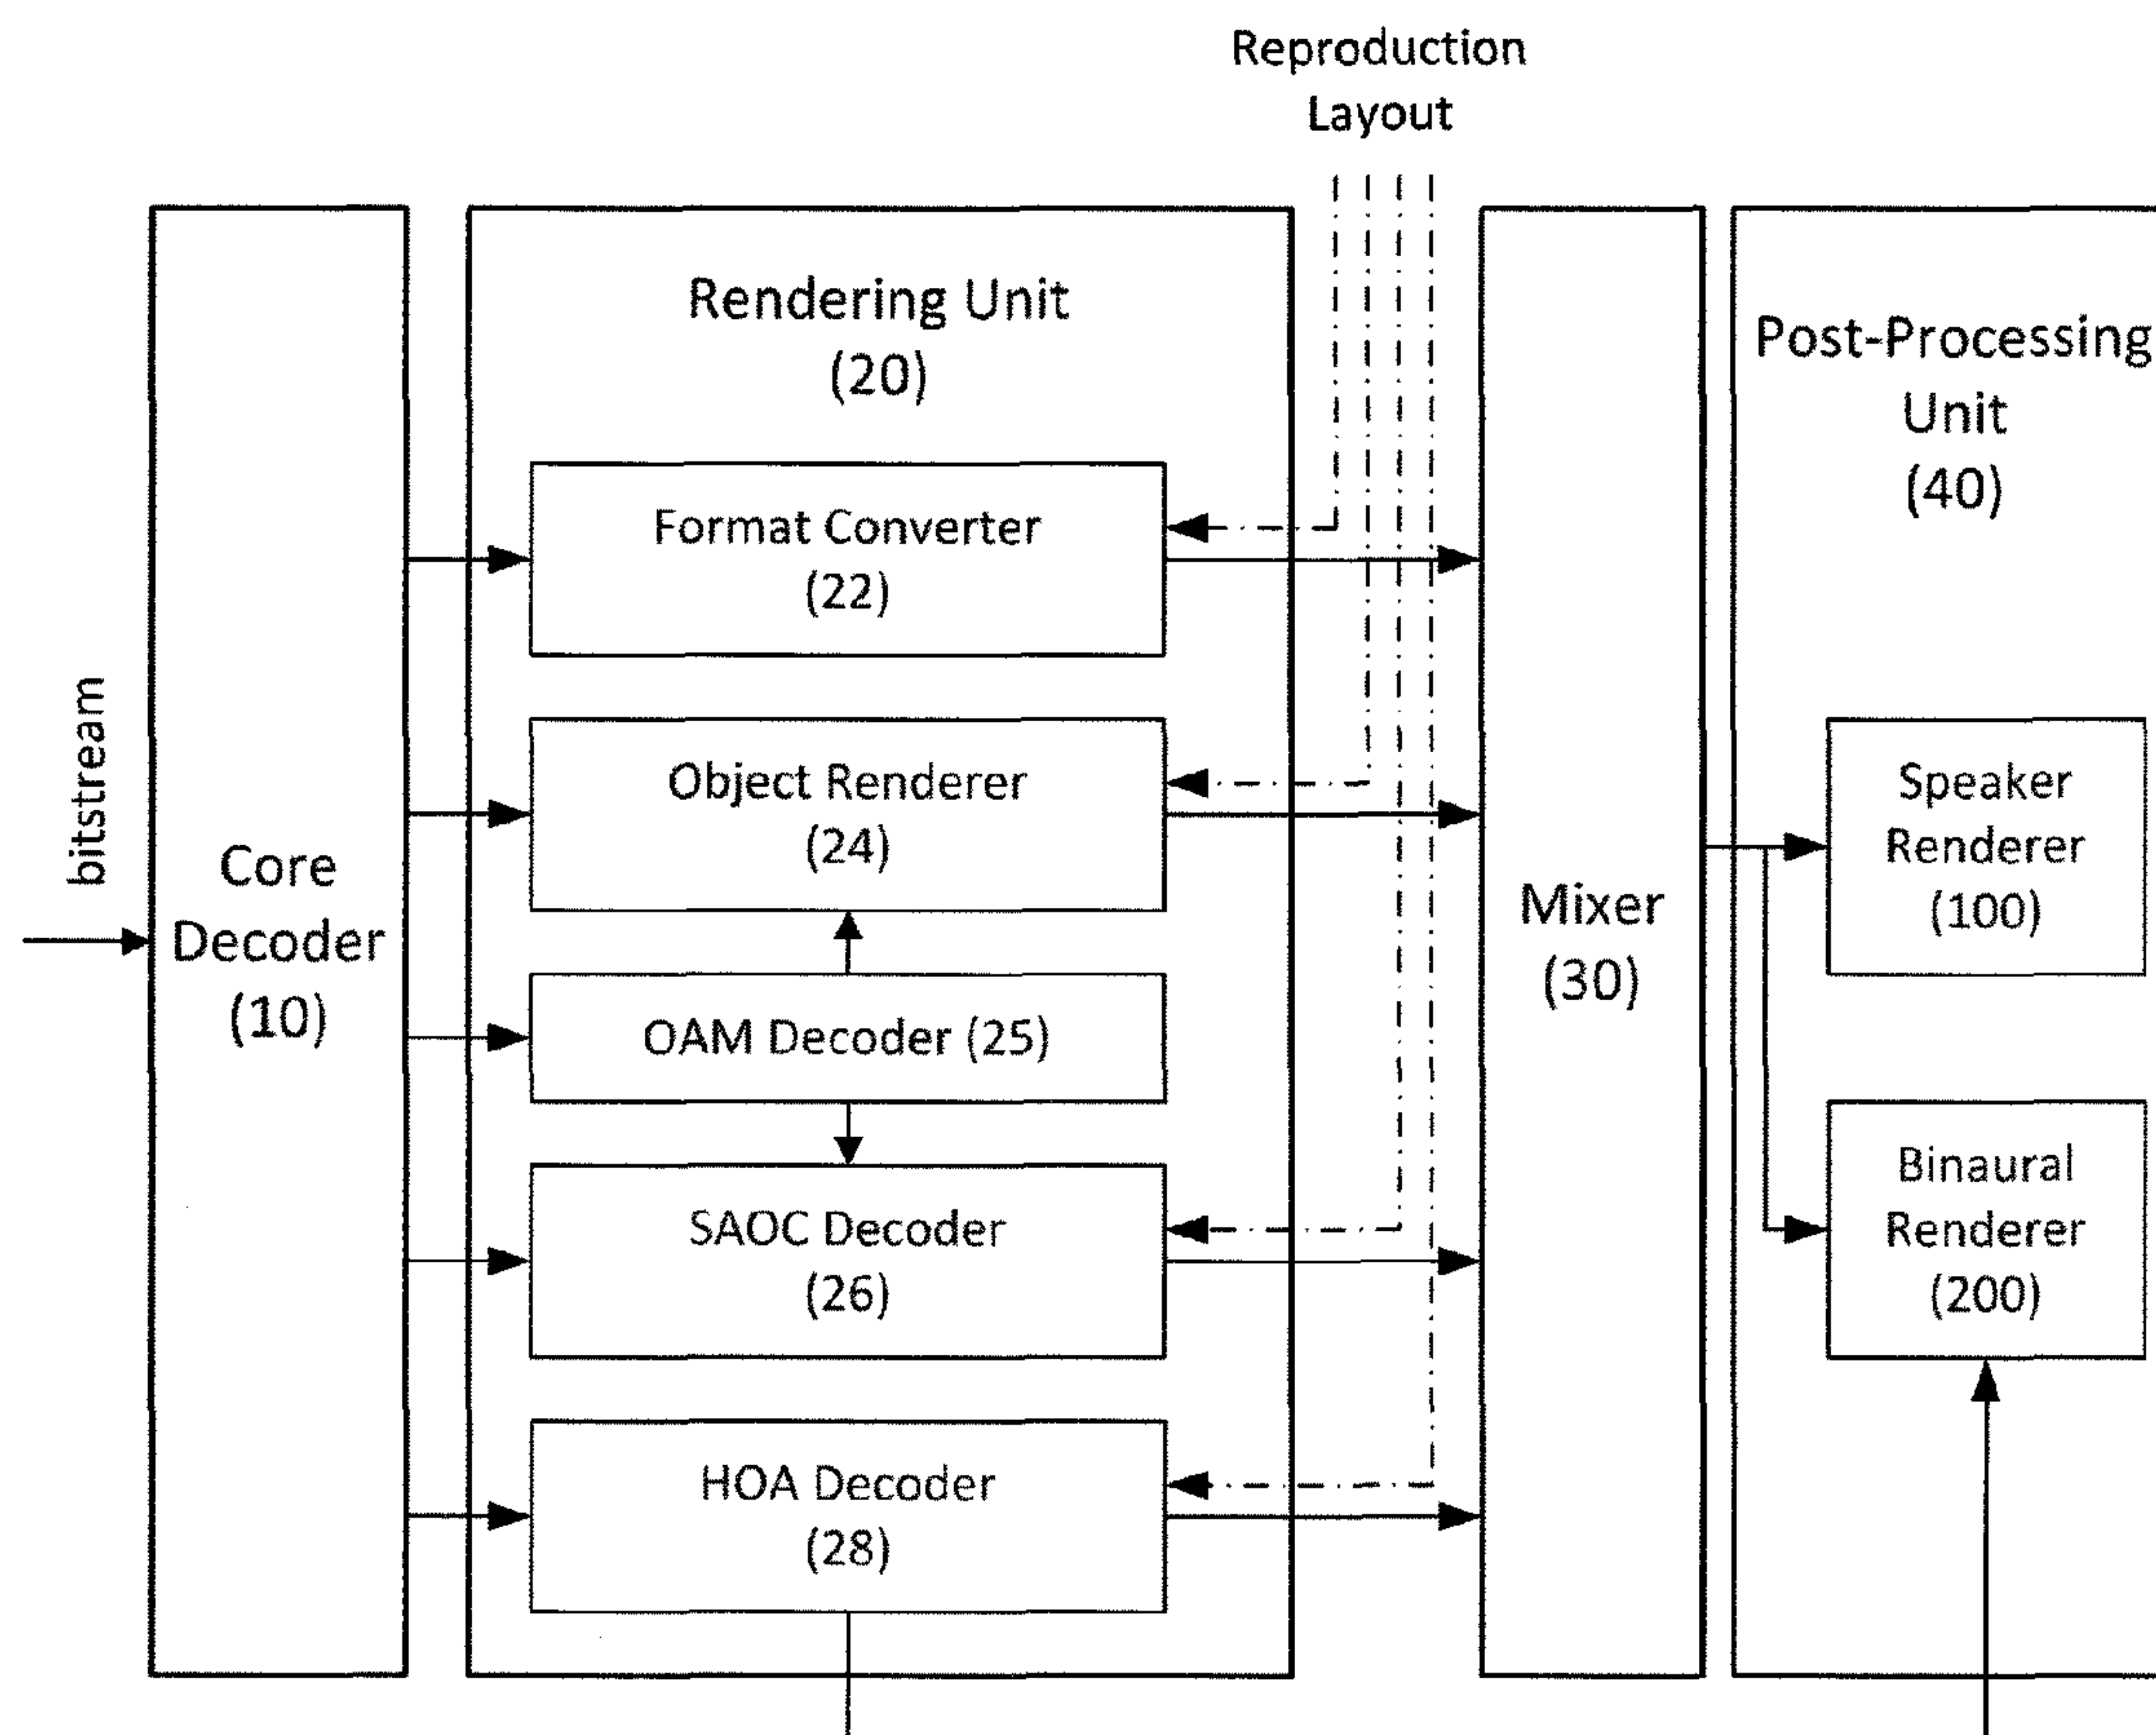 Reproduction
Layout
bitstream
Core
Decoder
(10)
Rendering Unit
(20)
Format Converter
(22)
Object Renderer
(24)
OAM Decoder (25)
SAOC Decoder
(26)
HOA Decoder
(28)
Mixer
(30)
Post-Processing
Unit
(40)
Speaker
Renderer
(100)
Binaural
Renderer
(200)